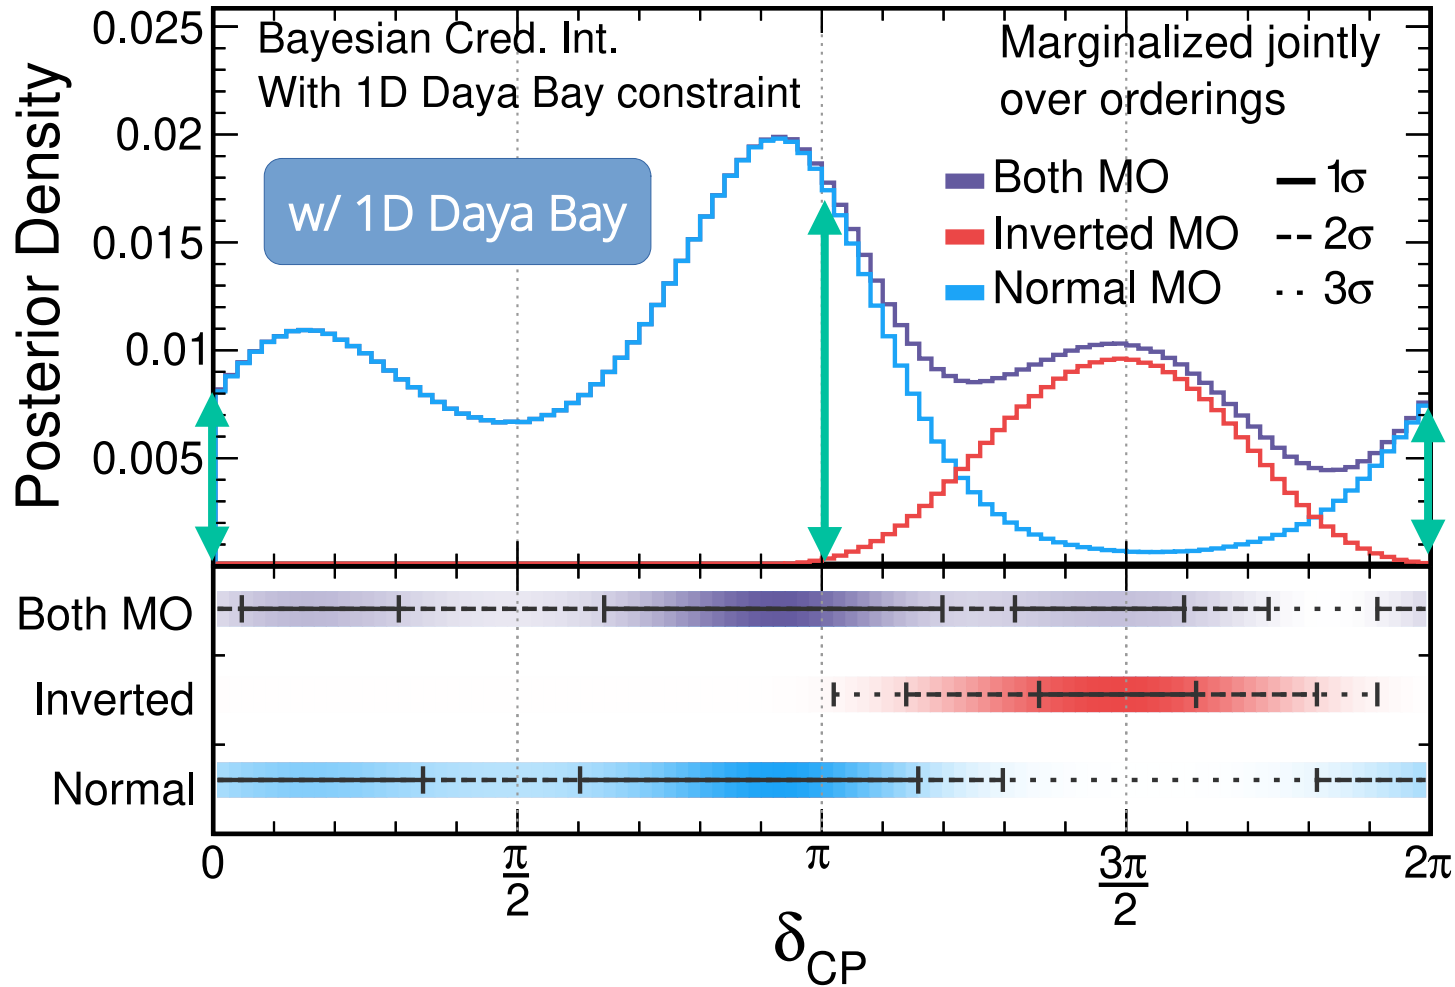 Posterior Density
0.025
0.02
0.015
0.01
0.005
Bayesian Cred. Int.
With 1D Daya Bay constraint
w/ 1D Daya Bay
Marginalized jointly
over orderings
Both MO
1σ
Inverted MO
2σ
Normal MO
3σ
Both MO
Inverted
Normal
0
π
2
π
3π
2
2π
δCP